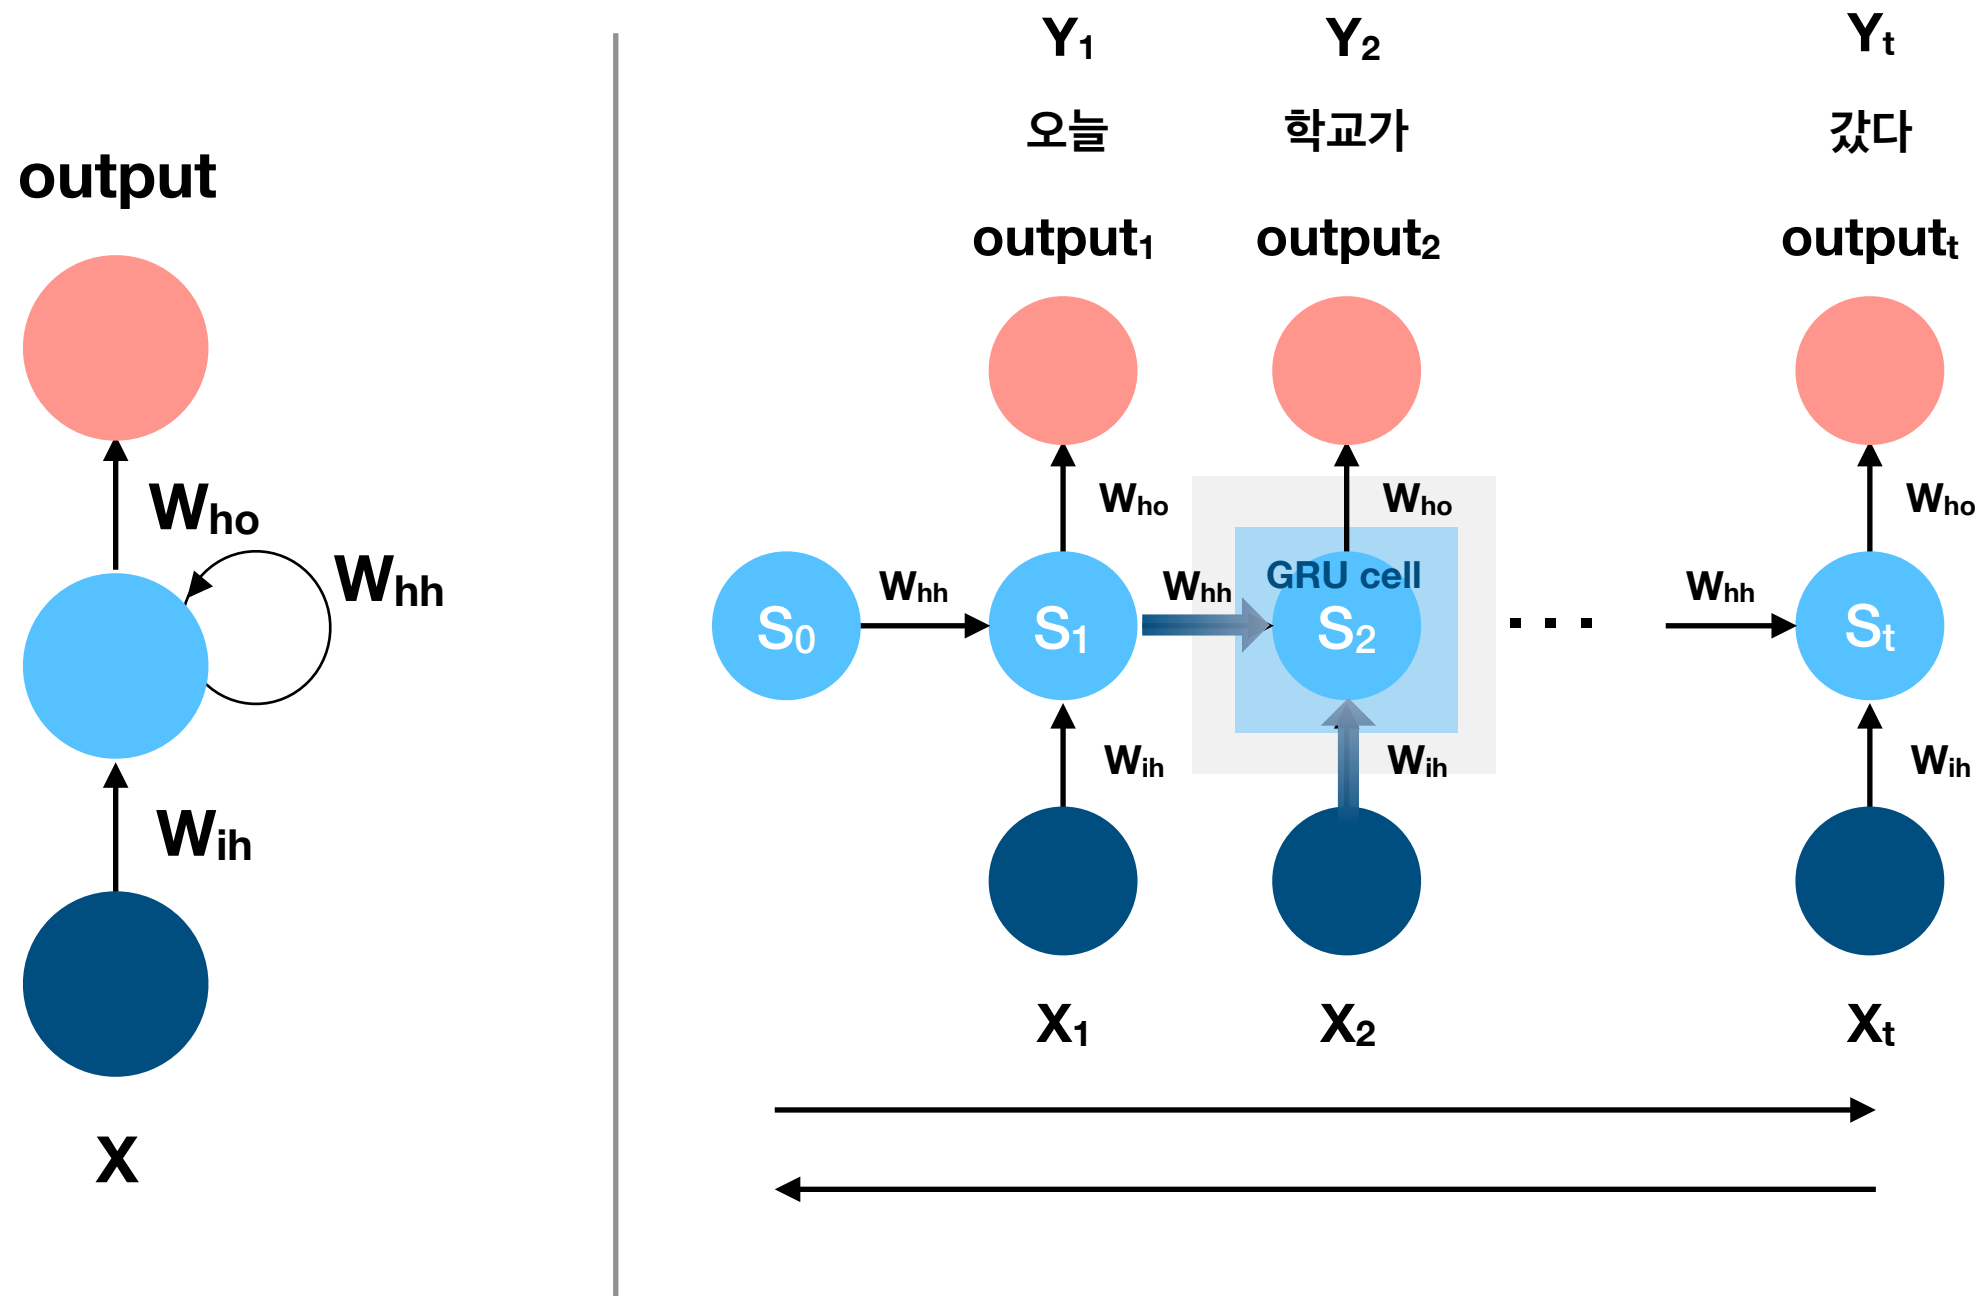 output
Who
Whh
Wih
X
Y1 Y2 Yt
오늘 학교가 갔다
output1 output2 outputt
Who Who Who
GRU cell
Whh Whh Whh
S0 S1 S2 . . . St
Wih Wih Wih
X1 X2 Xt